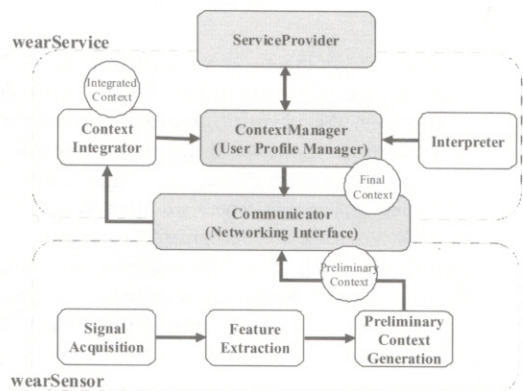 wearService
ServiceProvider
Integrated
Context
Context
Integrator
ContextManager
(User Profile Manager)
Interpreter
Final
Context
Communicator
(Networking Interface)
Preliminary
Context
Signal
Acquisition
Feature
Extraction
Preliminary
Context
Generation
wearSensor